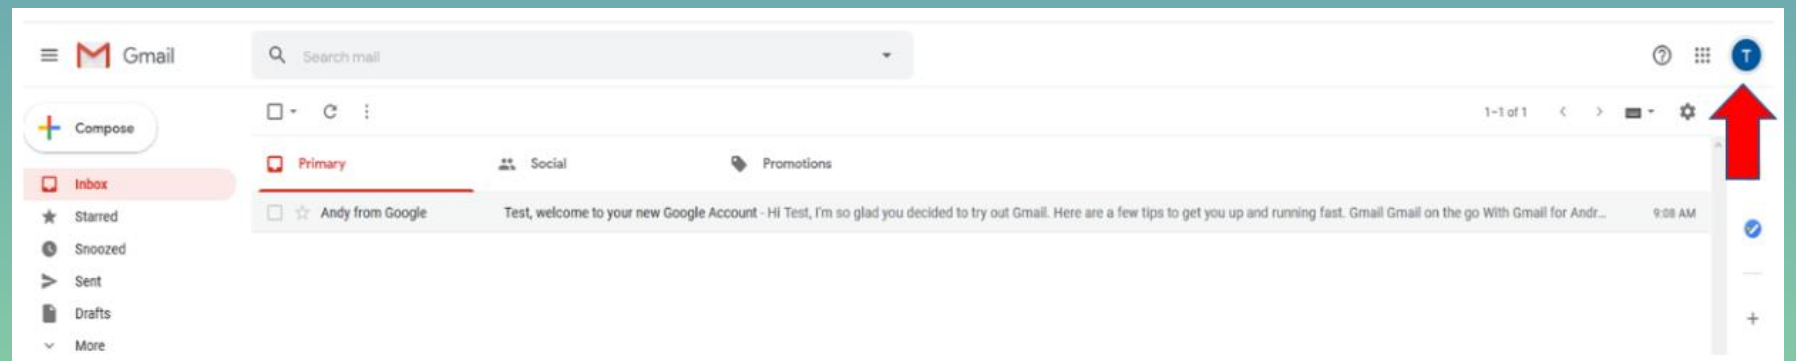 Gmail
Search mail
T
Compose
1-1 of 1
Primary
Social
Promotions
Inbox
Andy from Google Test, welcome to your new Google Account - Hi Test, I'm so glad you decided to try out Gmail. Here are a few tips to get you up and running fast. Gmail Gmail on the go With Gmail for Andr... 9:08 AM
Starred
Snoozed
Sent
Drafts
More